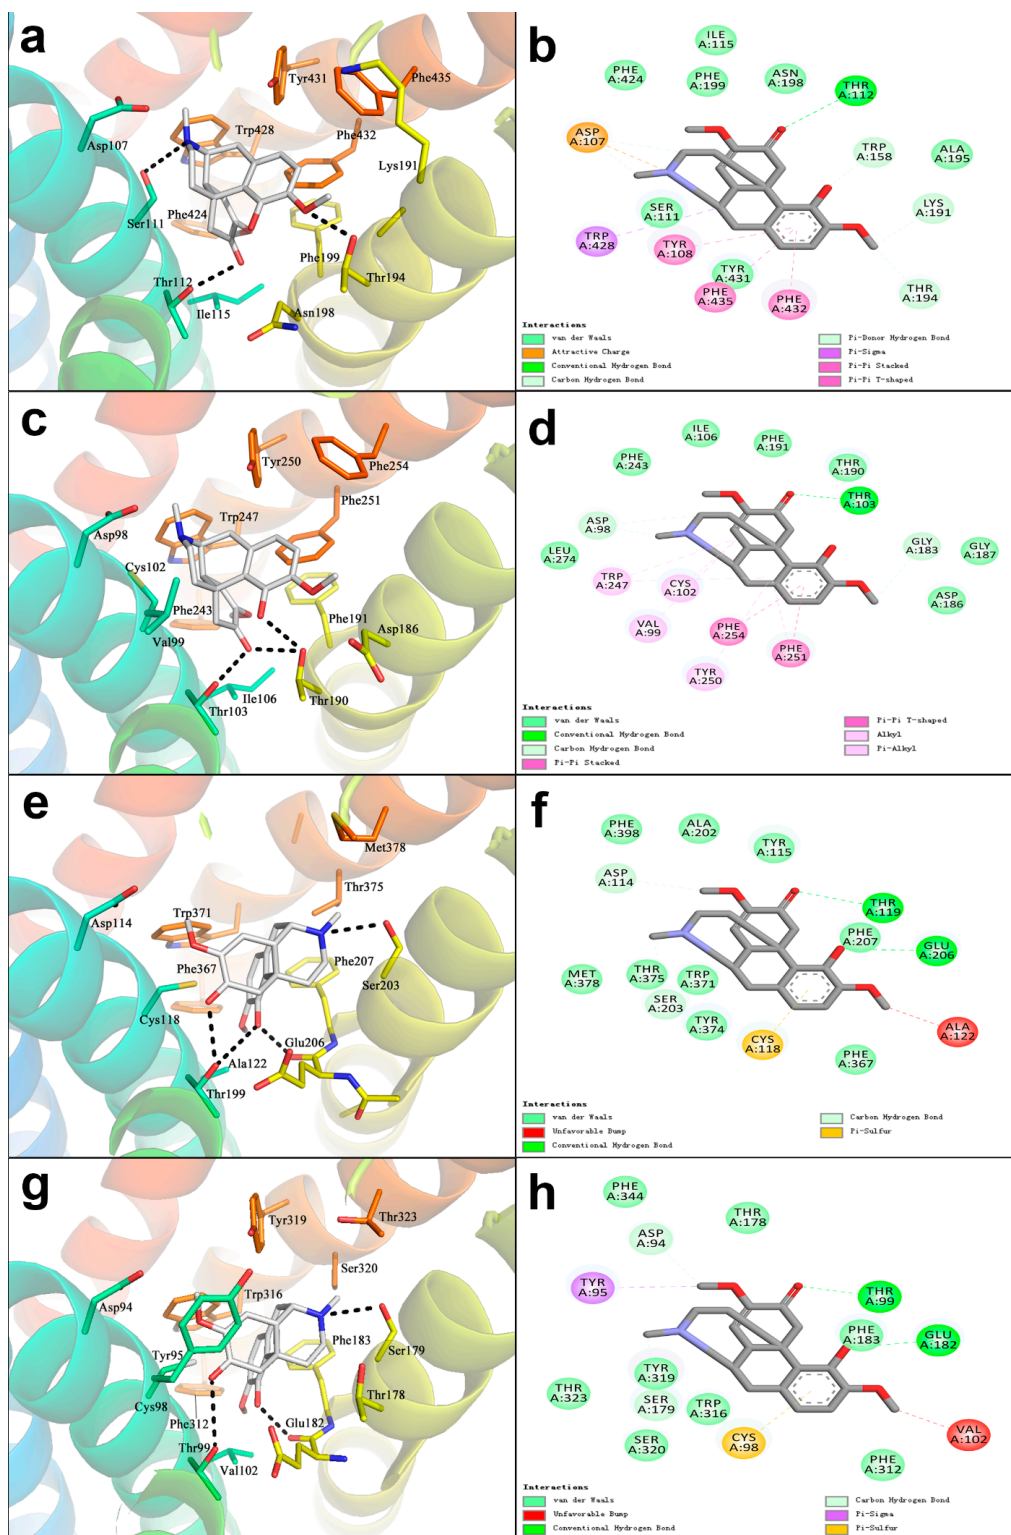 a
Tyr431
Phe435
Trp428
Phe432
Asp107
Lys191
Ser111
Phe424
Phe199
Thr194
Thr112
Ile115
Asn198
b
ILE
A:115
PHE
A:424
PHE
A:199
ASN
A:198
THR
A:112
ASP
A:107
TRP
A:158
ALA
A:195
SER
A:111
LYS
A:191
TRP
A:428
TYR
A:108
TYR
A:431
PHE
A:435
PHE
A:432
THR
A:194
Interactions
van der Waals
Attractive Charge
Conventional Hydrogen Bond
Carbon Hydrogen Bond
Pi-Donor Hydrogen Bond
Pi-Sigma
Pi-Pi Stacked
Pi-Pi T-shaped
c
Tyr250
Phe254
Phe251
Trp247
Asp98
Cys102
Phe243
Val99
Phe191
Asp186
Ile106
Thr103
Thr190
d
ILE
A:106
PHE
A:191
PHE
A:243
THR
A:190
THR
A:103
ASP
A:98
LEU
A:274
GLY
A:183
GLY
A:187
TRP
A:247
CYS
A:102
ASP
A:186
VAL
A:99
PHE
A:254
PHE
A:251
TYR
A:250
Interactions
van der Waals
Conventional Hydrogen Bond
Carbon Hydrogen Bond
Pi-Pi Stacked
Pi-Pi T-shaped
Alkyl
Pi-Alkyl
e
Met378
Thr375
Asp114
Trp371
Phe367
Phe207
Ser203
Cys118
Glu206
Ala122
Thr199
f
PHE
A:398
ALA
A:202
TYR
A:115
ASP
A:114
THR
A:119
PHE
A:207
GLU
A:206
MET
A:378
THR
A:375
TRP
A:371
SER
A:203
TYR
A:374
CYS
A:118
ALA
A:122
PHE
A:367
Interactions
van der Waals
Unfavorable Bump
Conventional Hydrogen Bond
Carbon Hydrogen Bond
Pi-Sulfur
g
Tyr319
Thr323
Ser320
Asp94
Trp316
Phe183
Ser179
Tyr95
Cys98
Thr178
Phe312
Glu182
Thr99
Val102
h
PHE
A:344
THR
A:178
ASP
A:94
TYR
A:95
THR
A:99
PHE
A:183
GLU
A:182
TYR
A:319
THR
A:323
SER
A:179
TRP
A:316
SER
A:320
CYS
A:98
VAL
A:102
PHE
A:312
Interactions
van der Waals
Unfavorable Bump
Conventional Hydrogen Bond
Carbon Hydrogen Bond
Pi-Sigma
Pi-Sulfur